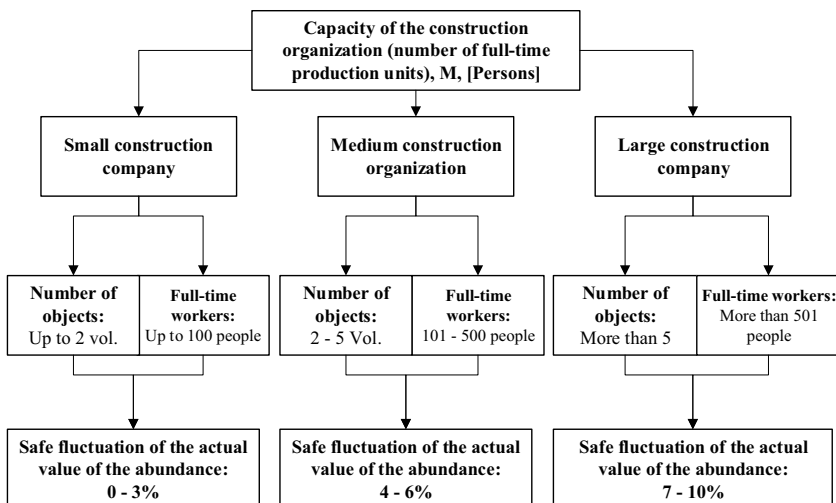 Capacity of the construction
organization (number of full-time
production units), M, [Persons]
Small construction
company
Medium construction
organization
Large construction
company
Number of
objects:
Up to 2 vol.
Full-time
workers:
Up to 100 people
Number of
objects:
2 - 5 Vol.
Full-time
workers:
101 - 500 people
Number of
objects:
More than 5
Full-time workers:
More than 501
people
Safe fluctuation of the actual
value of the abundance:
0 - 3%
Safe fluctuation of the actual
value of the abundance:
4 - 6%
Safe fluctuation of the actual
value of the abundance:
7 - 10%